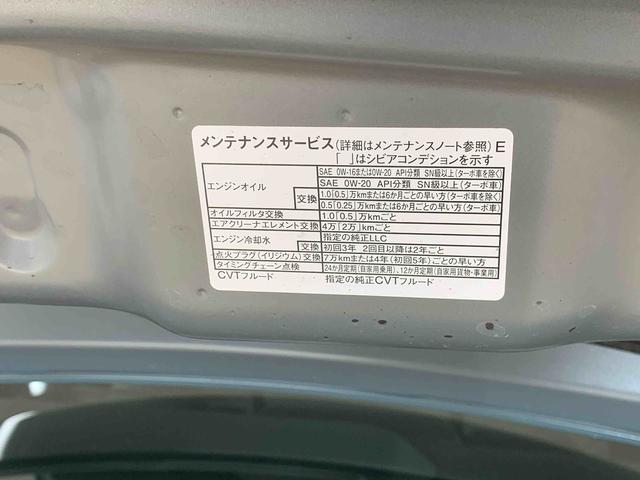 メンテナンスサービス(詳細はメンテナンスノート参照) E
「 」はシビアコンデションを示す
エンジンオイル SAE 0W-16または0W-20 API分類 SN級以上(ターボ車を除く)
SAE 0W-20 API分類 SN級以上(ターボ車)
交換 1.0「0.5」万kmまたは6か月ごとの早い方(ターボ車を除く)
0.5「0.25」万kmまたは6か月ごとの早い方(ターボ車)
オイルフィルタ交換 1.0「0.5」万kmごと
エアクリーナエレメント交換 4万「2万」kmごと
エンジン冷却水 指定の純正LLC
交換 初回3年 2回目以降は2年ごと
点火プラグ(イリジウム)交換 7万kmまたは4年(初回5年)ごとの早い方
タイミングチェーン点検 24か月定期(自家用乗用)、12か月定期(自家用貨物・事業用)
CVTフルード 指定の純正CVTフルード